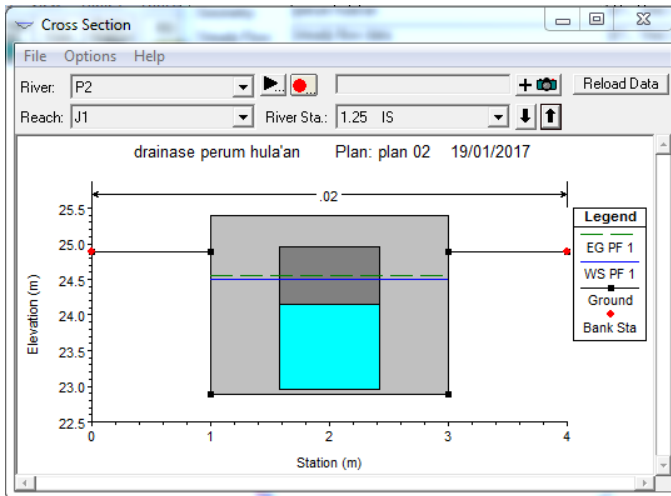 Cross Section
File Options Help
River: P2
Reload Data
Reach: J1 River Sta.: 1.25 IS
drainase perum hula'an Plan: plan 02 19/01/2017
.02
25.5
25.0
24.5
24.0
23.5
23.0
22.5
Elevation (m)
0 1 2 3 4
Station (m)
Legend
EG PF 1
WS PF 1
Ground
Bank Sta